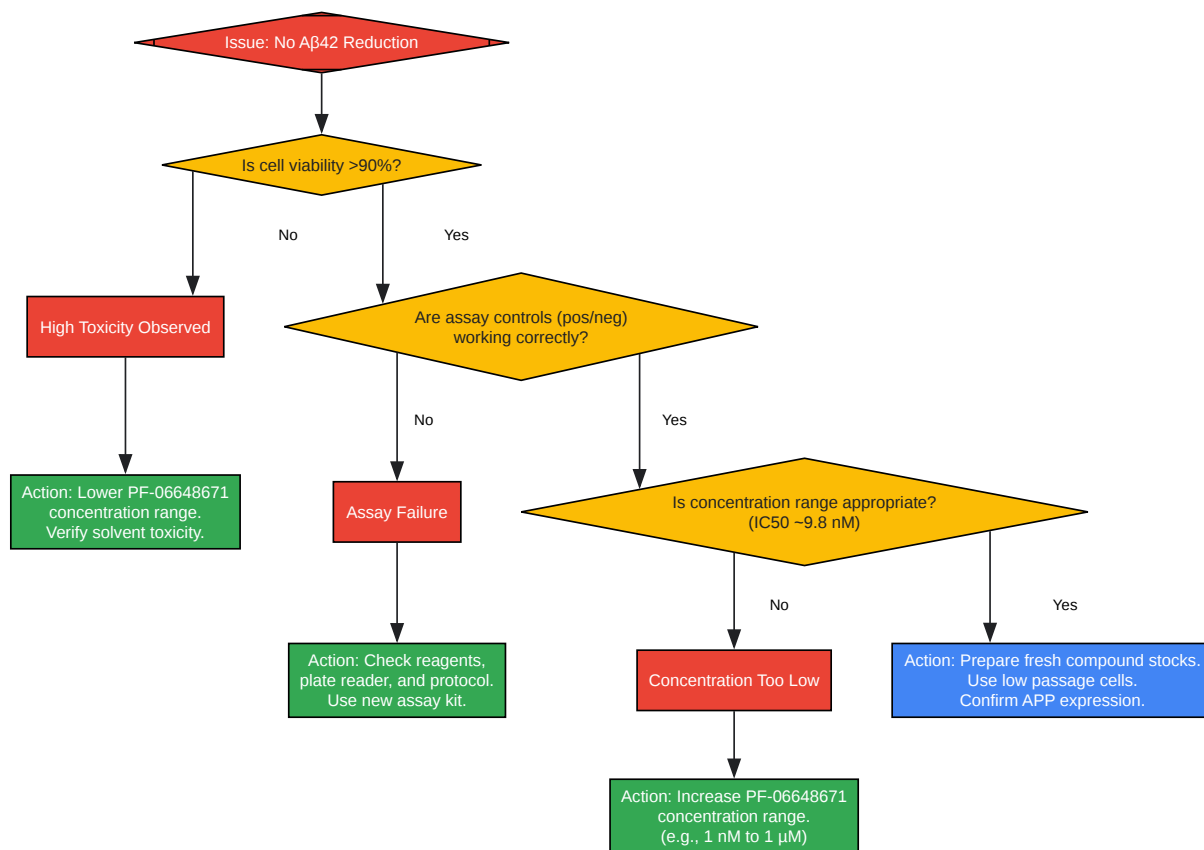 Issue: No Aβ42 Reduction
Is cell viability >90%?
No
Yes
High Toxicity Observed
Are assay controls (pos/neg)
working correctly?
No
Yes
Action: Lower PF-06648671
concentration range.
Verify solvent toxicity.
Assay Failure
Is concentration range appropriate?
(IC50 ~9.8 nM)
No
Yes
Action: Check reagents,
plate reader, and protocol.
Use new assay kit.
Concentration Too Low
Action: Prepare fresh compound stocks.
Use low passage cells.
Confirm APP expression.
Action: Increase PF-06648671
concentration range.
(e.g., 1 nM to 1 µM)